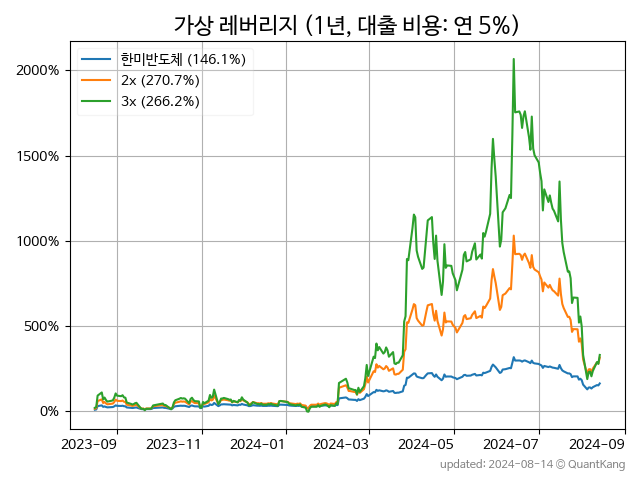 가상 레버리지 (1년, 대출 비용: 연 5%)
한미반도체 (146.1%)
2x (270.7%)
3x (266.2%)
2000%
1500%
1000%
500%
0%
2023-09 2023-11 2024-01 2024-03 2024-05 2024-07 2024-09
updated: 2024-08-14 @ QuantKang